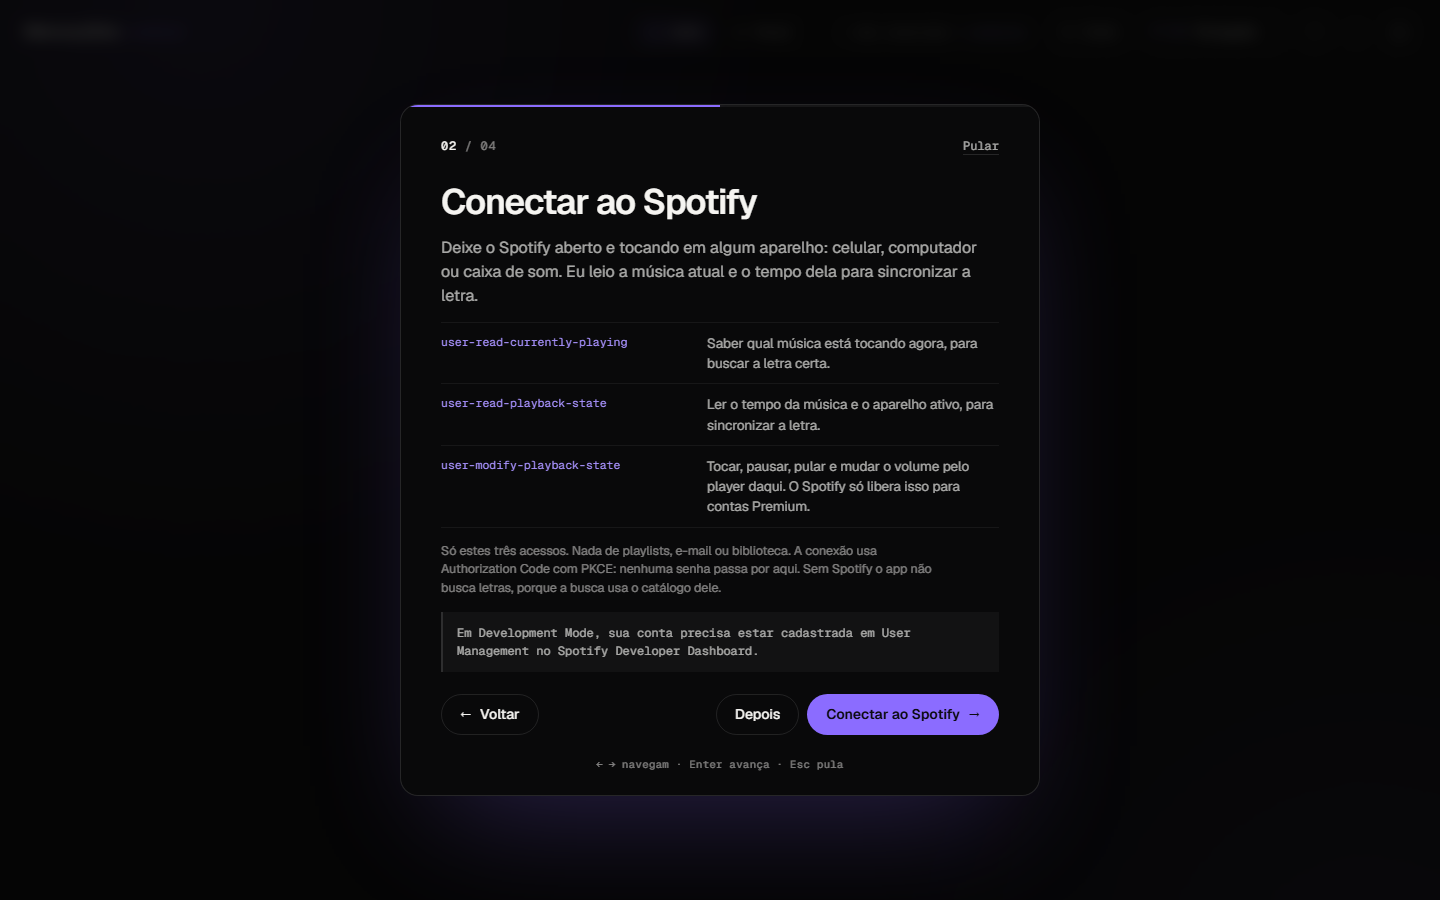 02 / 04
Pular
Conectar ao Spotify
Deixe o Spotify aberto e tocando em algum aparelho: celular, computador
ou caixa de som. Eu leio a música atual e o tempo dela para sincronizar a
letra.
user-read-currently-playing
Saber qual música está tocando agora, para
buscar a letra certa.
user-read-playback-state
Ler o tempo da música e o aparelho ativo, para
sincronizar a letra.
user-modify-playback-state
Tocar, pausar, pular e mudar o volume pelo
player daqui. O Spotify só libera isso para
contas Premium.
Só estes três acessos. Nada de playlists, e-mail ou biblioteca. A conexão usa
Authorization Code com PKCE: nenhuma senha passa por aqui. Sem Spotify o app não
busca letras, porque a busca usa o catálogo dele.
Em Development Mode, sua conta precisa estar cadastrada em User
Management no Spotify Developer Dashboard.
← Voltar
Depois
Conectar ao Spotify →
← → navegam · Enter avança · Esc pula